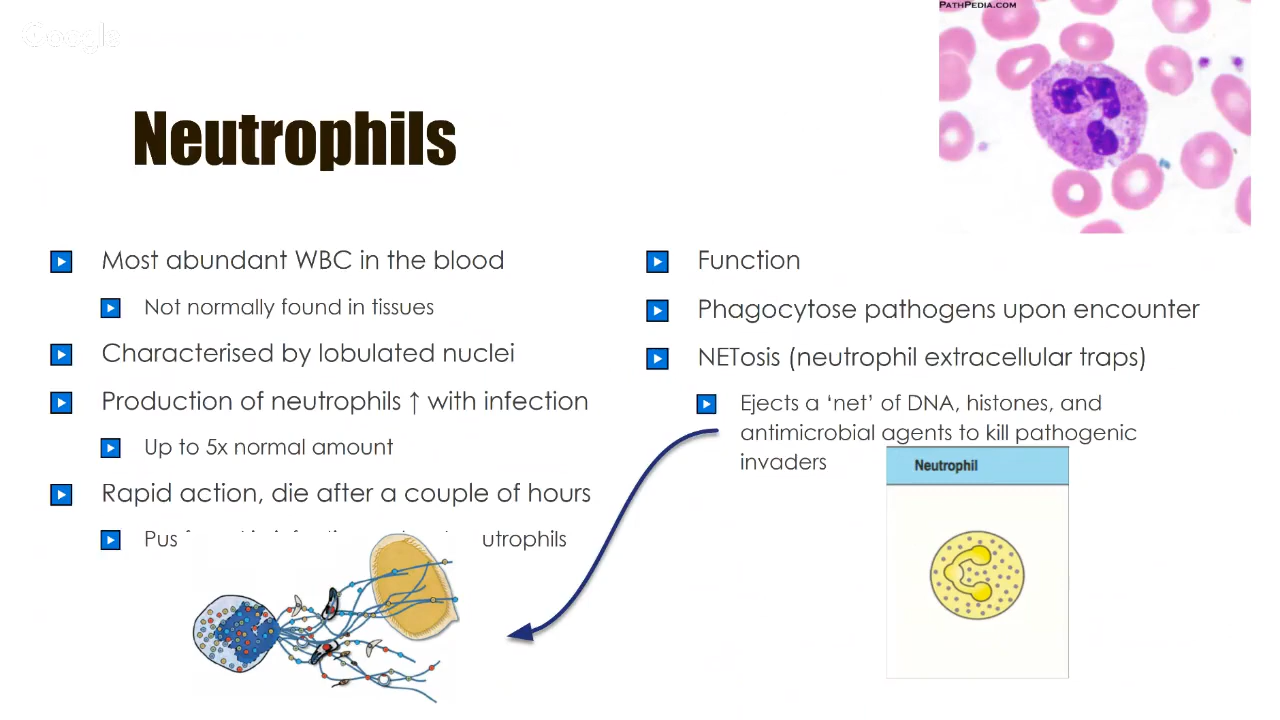 PATHPEDIA.COM
Google
Neutrophils
Most abundant WBC in the blood
Not normally found in tissues
Characterised by lobulated nuclei
Production of neutrophils ↑ with infection
Up to 5x normal amount
Rapid action, die after a couple of hours
Pus
Function
Phagocytose pathogens upon encounter
NETosis (neutrophil extracellular traps)
Ejects a ‘net’ of DNA, histones, and
antimicrobial agents to kill pathogenic
invaders
Neutrophil